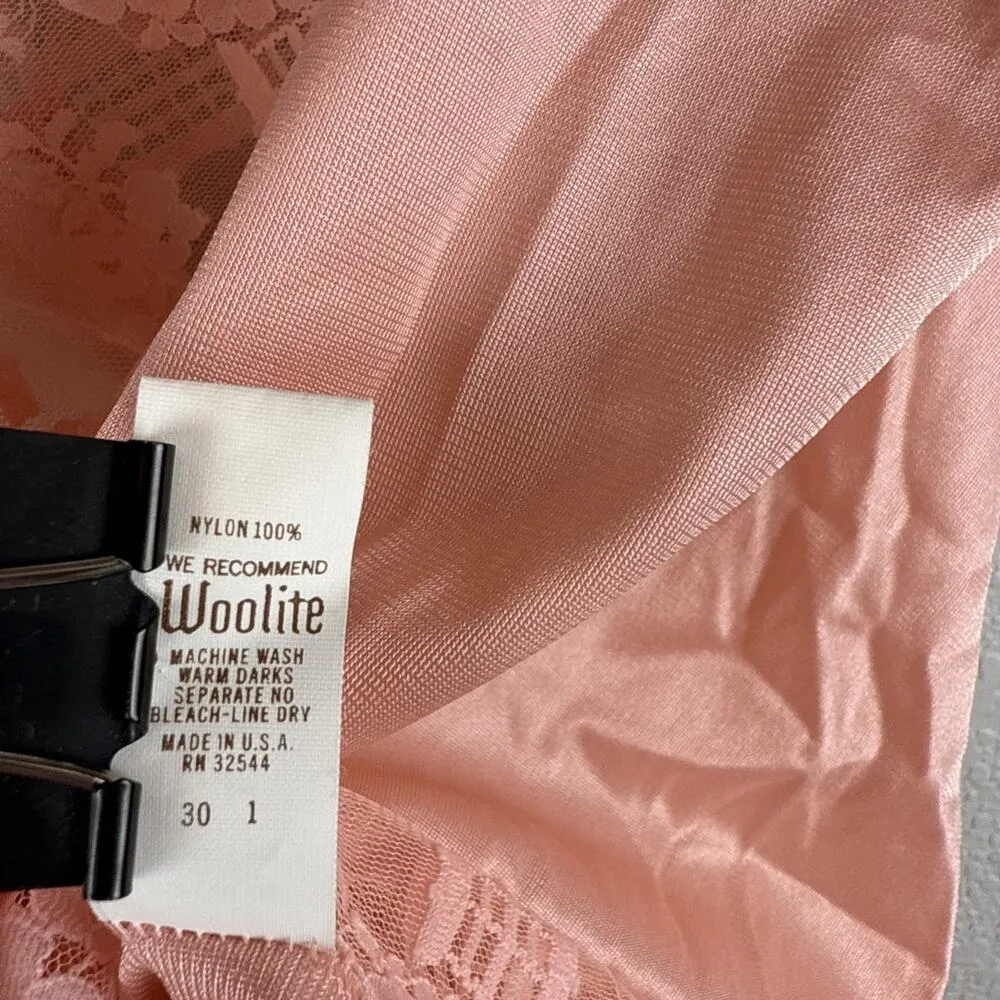 NYLON 100%
WE RECOMMEND
Woolite
MACHINE WASH
WARM DARKS
SEPARATE NO
BLEACH-LINE DRY
MADE IN U.S.A.
RN 32544
30 1